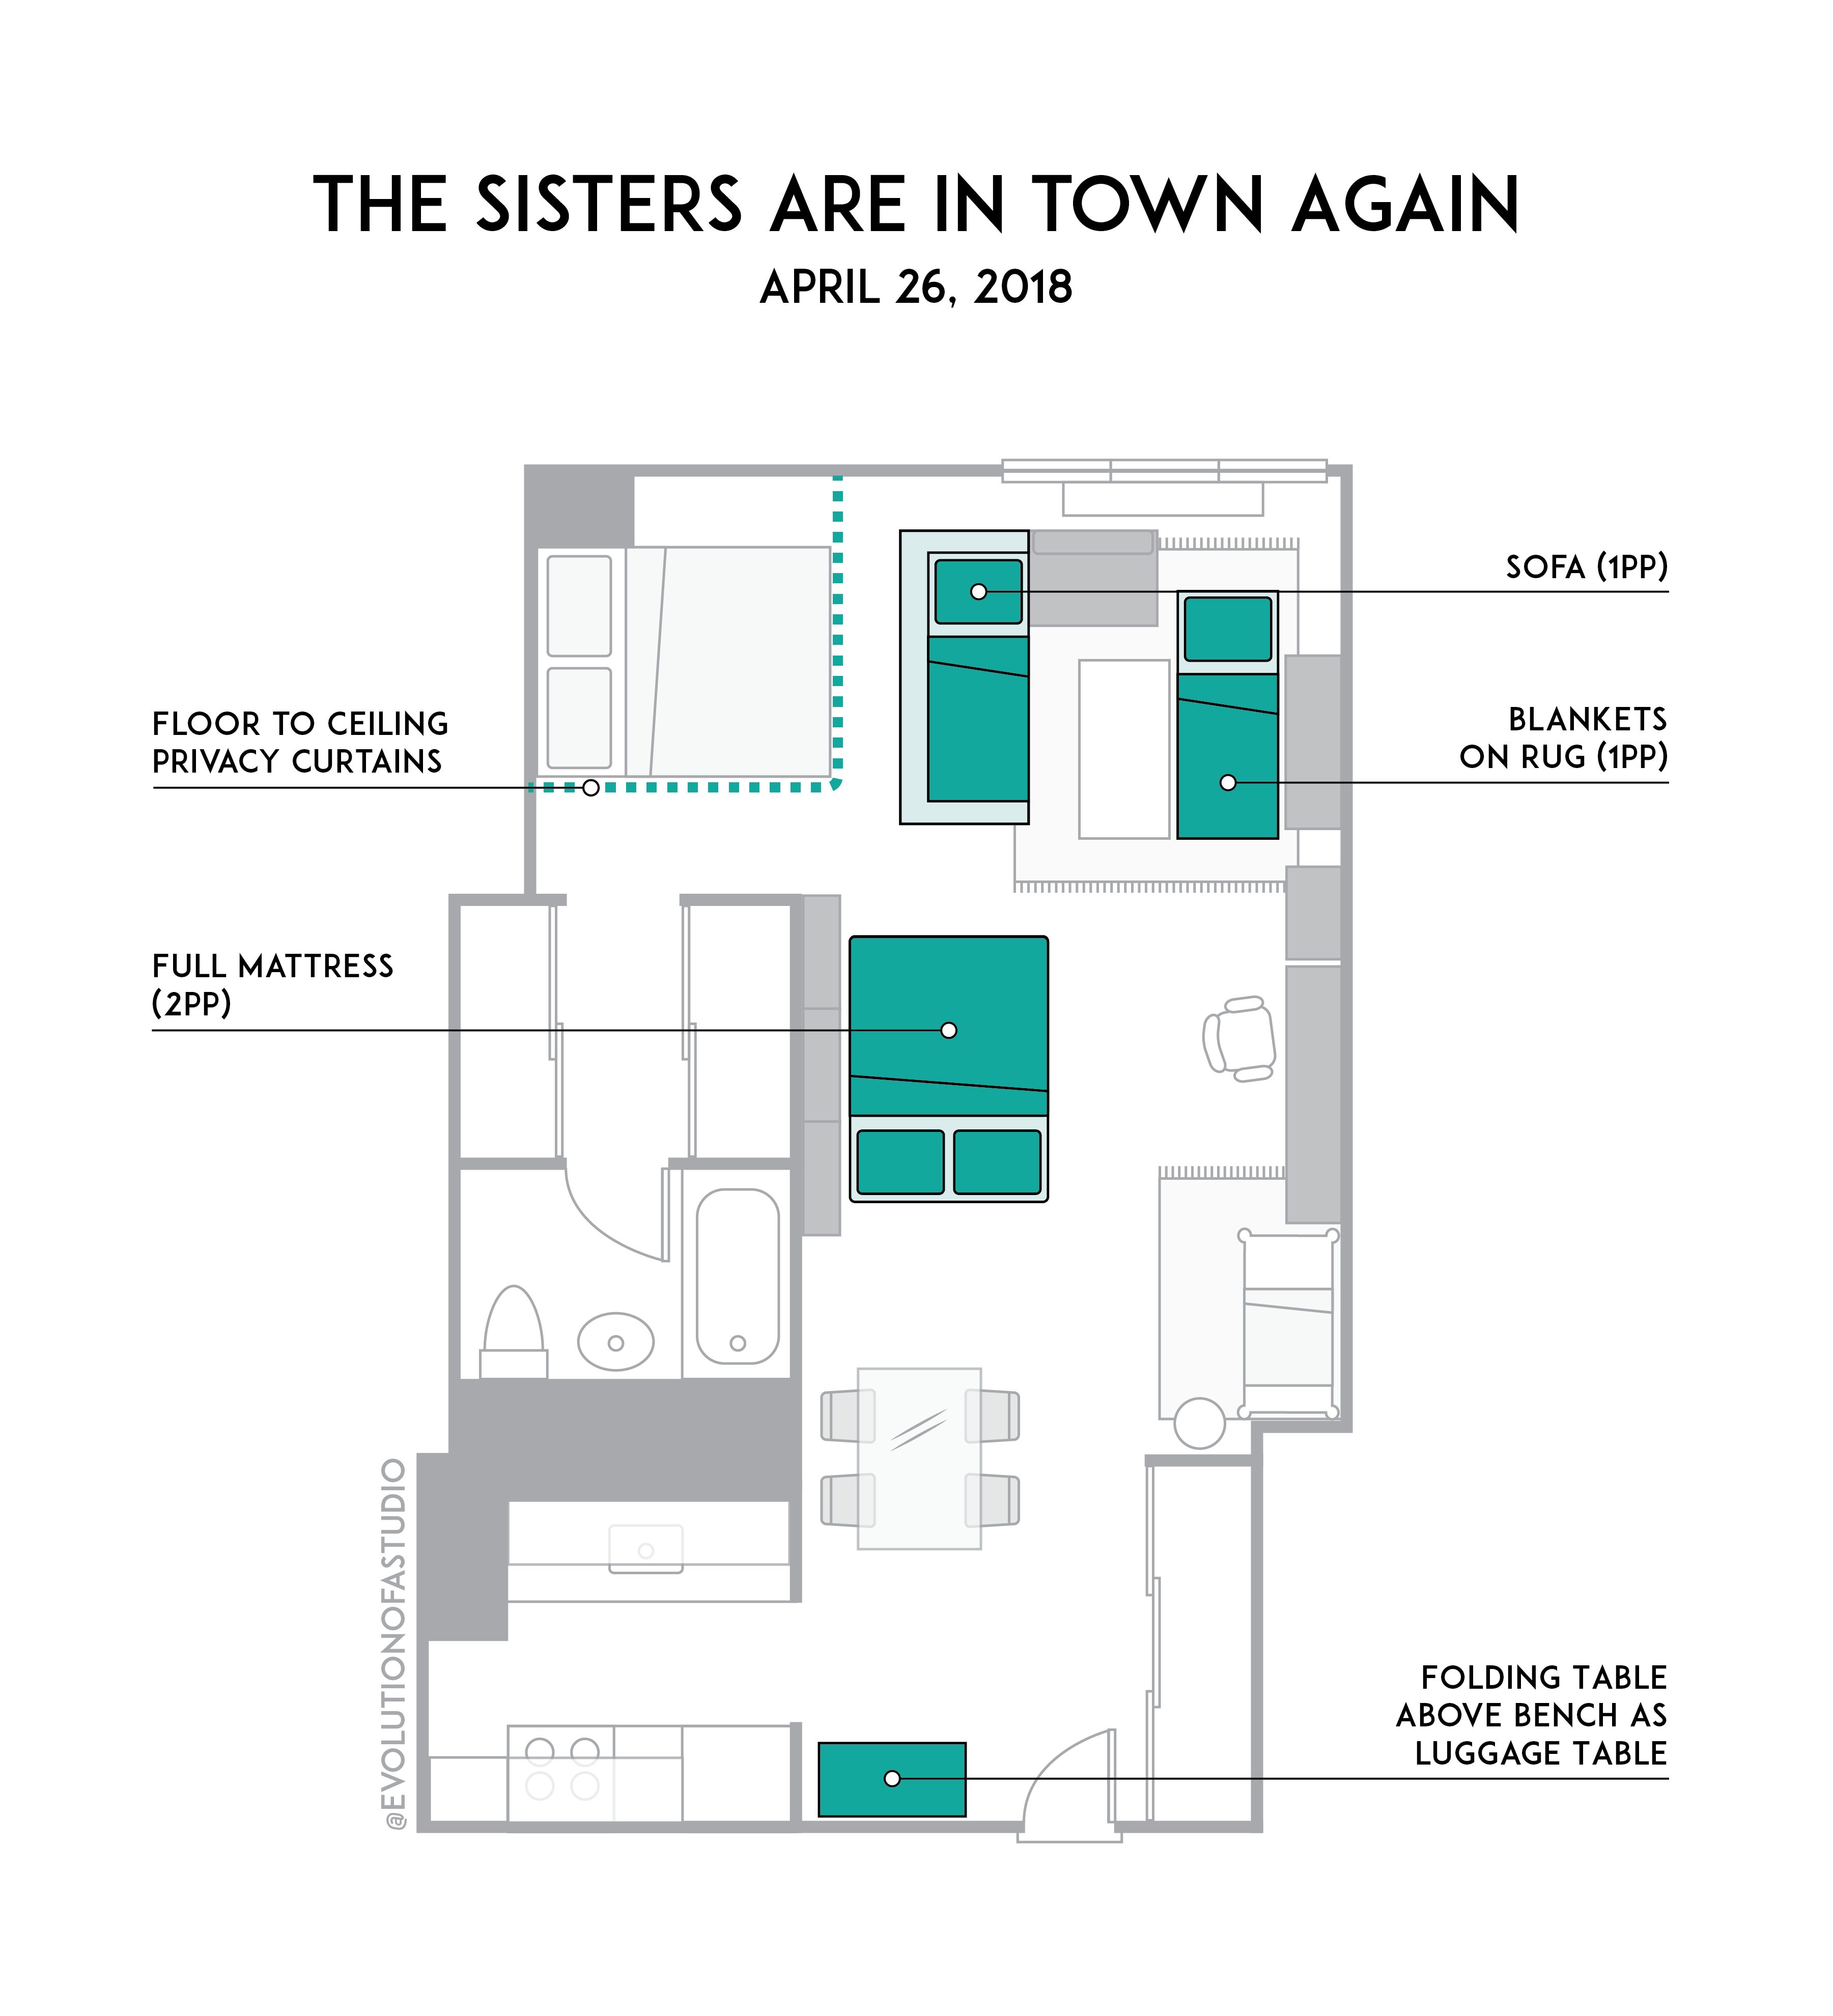 THE SISTERS ARE IN TOWN AGAIN
APRIL 26, 2018
SOFA (1PP)
FLOOR TO CEILING
PRIVACY CURTAINS
BLANKETS
ON RUG (1PP)
FULL MATTRESS
(2PP)
@EVOLUTIONOFASTUDIO
FOLDING TABLE
ABOVE BENCH AS
LUGGAGE TABLE